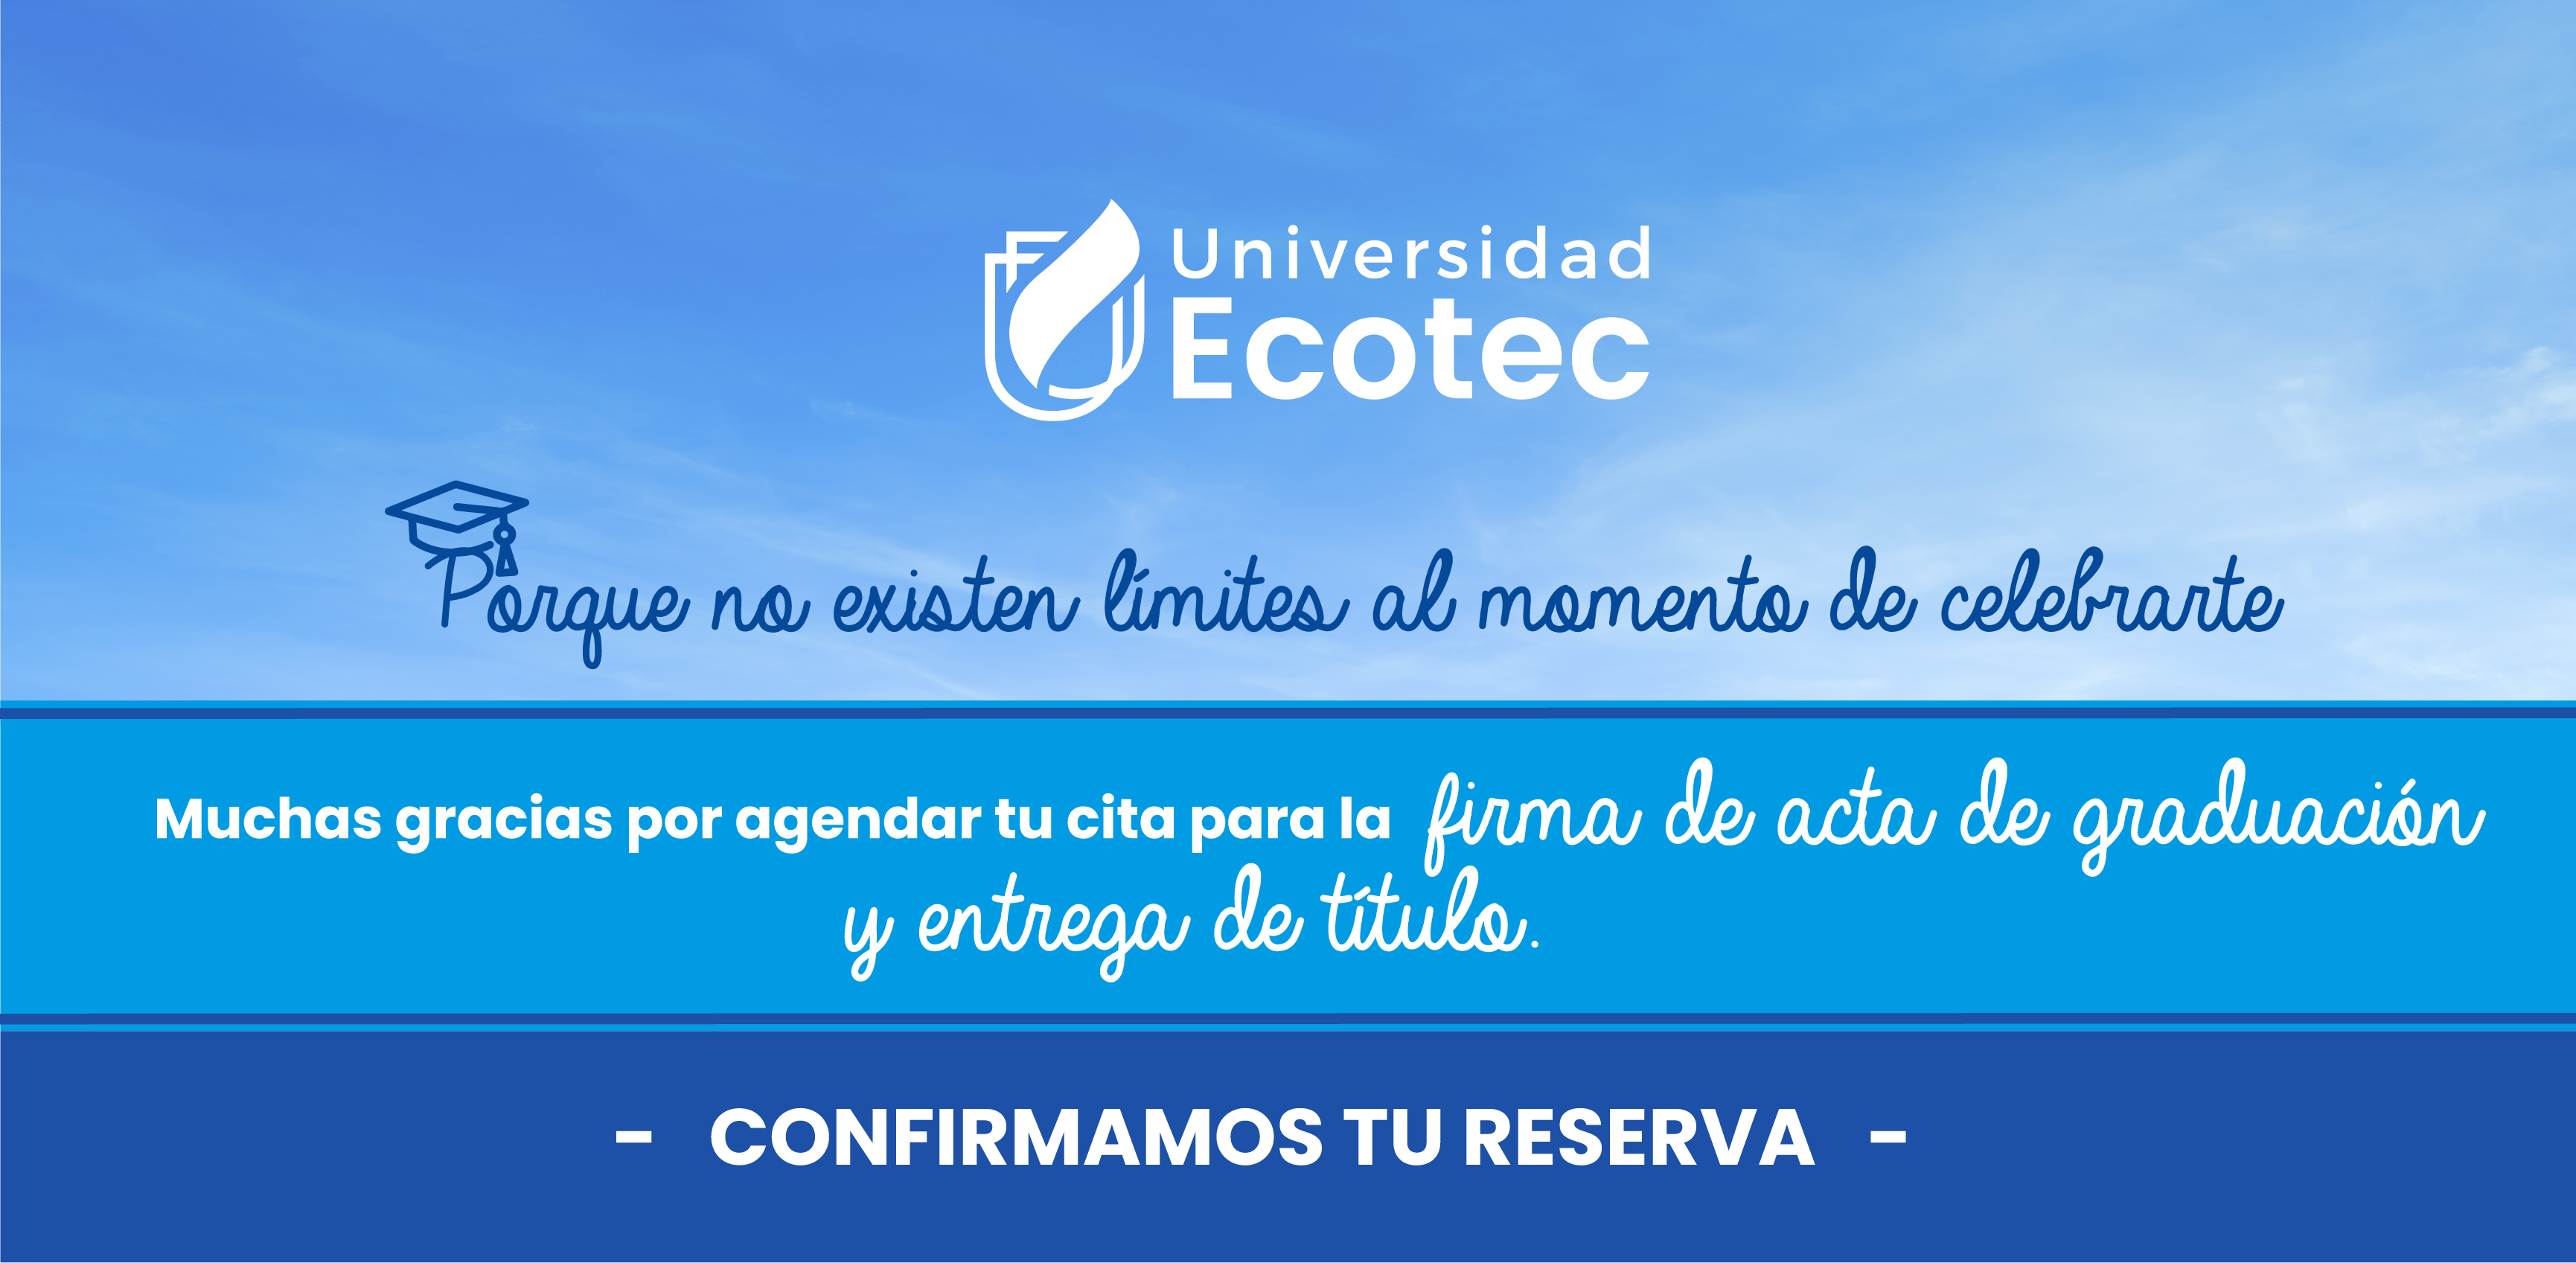 Universidad
Ecotec
Porque no existen límites al momento de celebrarte
Muchas gracias por agendar tu cita para la firma de acta de graduación
y entrega de título.
- CONFIRMAMOS TU RESERVA -